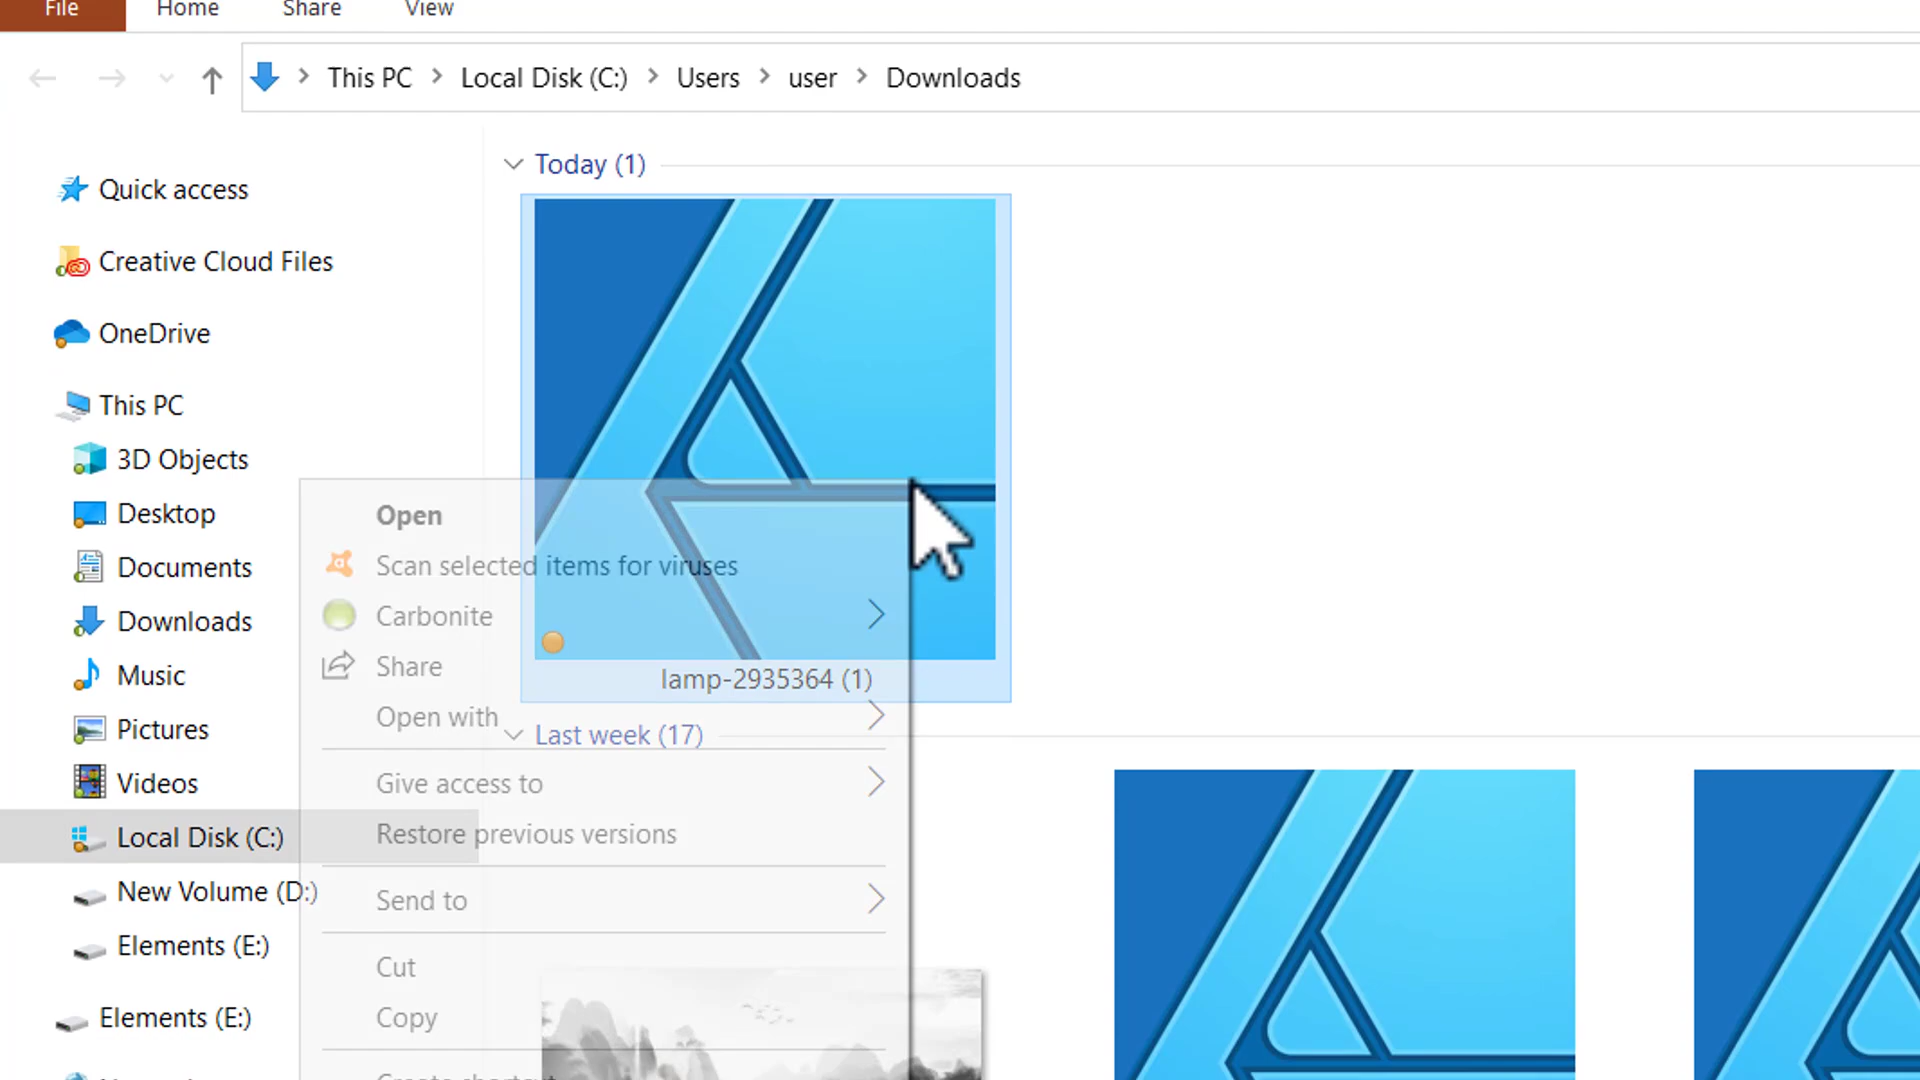 File
Home
Share
View
This PC
Local Disk (C:)
Users
user
Downloads
Quick access
Creative Cloud Files
OneDrive
This PC
3D Objects
Desktop
Documents
Downloads
Music
Pictures
Videos
Local Disk (C:)
New Volume (D:)
Elements (E:)
Elements (E:)
Today (1)
lamp-2935364 (1)
Last week (17)
Open
Scan selected items for viruses
Carbonite
Share
Open with
Give access to
Restore previous versions
Send to
Cut
Copy
Create shortcut